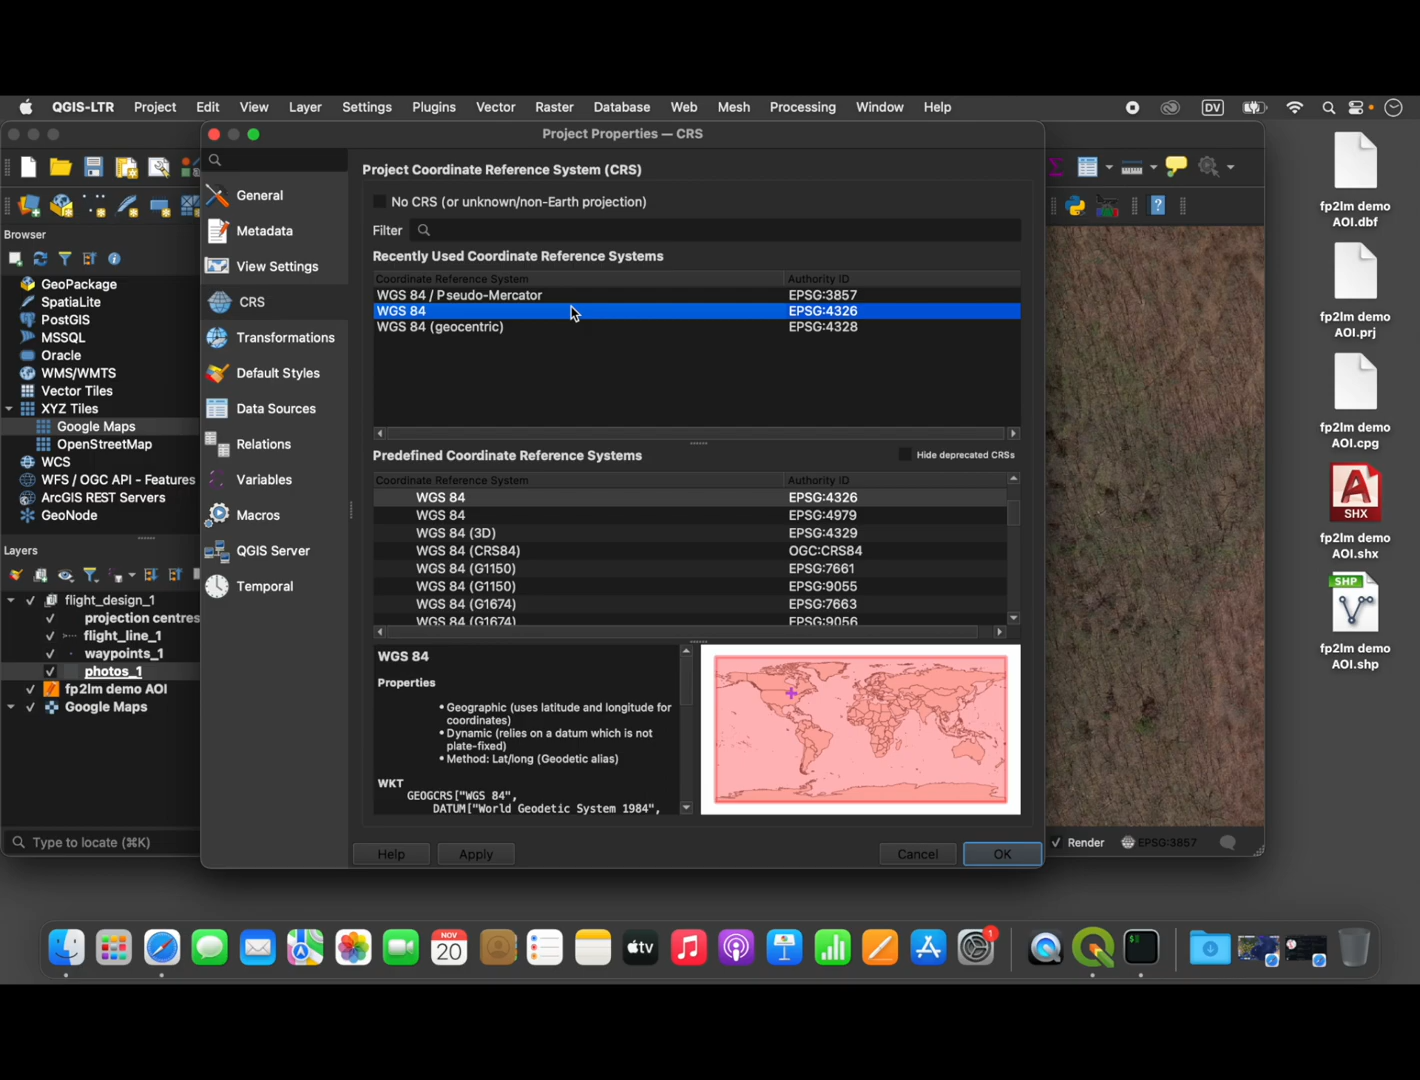 QGIS-LTR Project Edit View Layer Settings Plugins Vector Raster Database Web Mesh Processing Window Help
DV
Project Properties — CRS
Project Coordinate Reference System (CRS)
No CRS (or unknown/non-Earth projection)
Filter
Recently Used Coordinate Reference Systems
Coordinate Reference System Authority ID
WGS 84 / Pseudo-Mercator EPSG:3857
WGS 84 EPSG:4326
WGS 84 (geocentric) EPSG:4328
Predefined Coordinate Reference Systems
Hide deprecated CRSs
Coordinate Reference System Authority ID
WGS 84 EPSG:4326
WGS 84 EPSG:4979
WGS 84 (3D) EPSG:4329
WGS 84 (CRS84) OGC:CRS84
WGS 84 (G1150) EPSG:7661
WGS 84 (G1150) EPSG:9055
WGS 84 (G1674) EPSG:7663
WGS 84 (G1674) EPSG:9056
WGS 84
Properties
• Geographic (uses latitude and longitude for
coordinates)
• Dynamic (relies on a datum which is not
plate-fixed)
• Method: Lat/long (Geodetic alias)
WKT
GEOGCRS["WGS 84",
DATUM["World Geodetic System 1984",
Help Apply Cancel OK
General
Metadata
View Settings
CRS
Transformations
Default Styles
Data Sources
Relations
Variables
Macros
QGIS Server
Temporal
Browser
GeoPackage
SpatiaLite
PostGIS
MSSQL
Oracle
WMS/WMTS
Vector Tiles
XYZ Tiles
Google Maps
OpenStreetMap
WCS
WFS / OGC API - Features
ArcGIS REST Servers
GeoNode
Layers
flight_design_1
projection centres
flight_line_1
waypoints_1
photos_1
fp2lm demo AOI
Google Maps
Type to locate (⌘K)
Render EPSG:3857
fp2lm demo
AOI.dbf
fp2lm demo
AOI.prj
fp2lm demo
AOI.cpg
A
SHX
fp2lm demo
AOI.shx
SHP
fp2lm demo
AOI.shp
NOV
20
tv
1